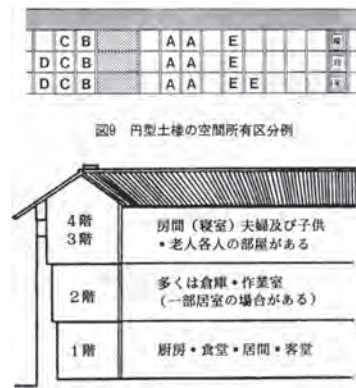 C B A A E
D C B A A E
D C B A A E E
図9 円型土楼の空間所有区分例
4階 房間(寝室)夫婦及び子供
3階 ・老人各人の部屋がある
2階 多くは倉庫・作業室
(一部居室の場合がある)
1階 厨房・食堂・居間・客堂